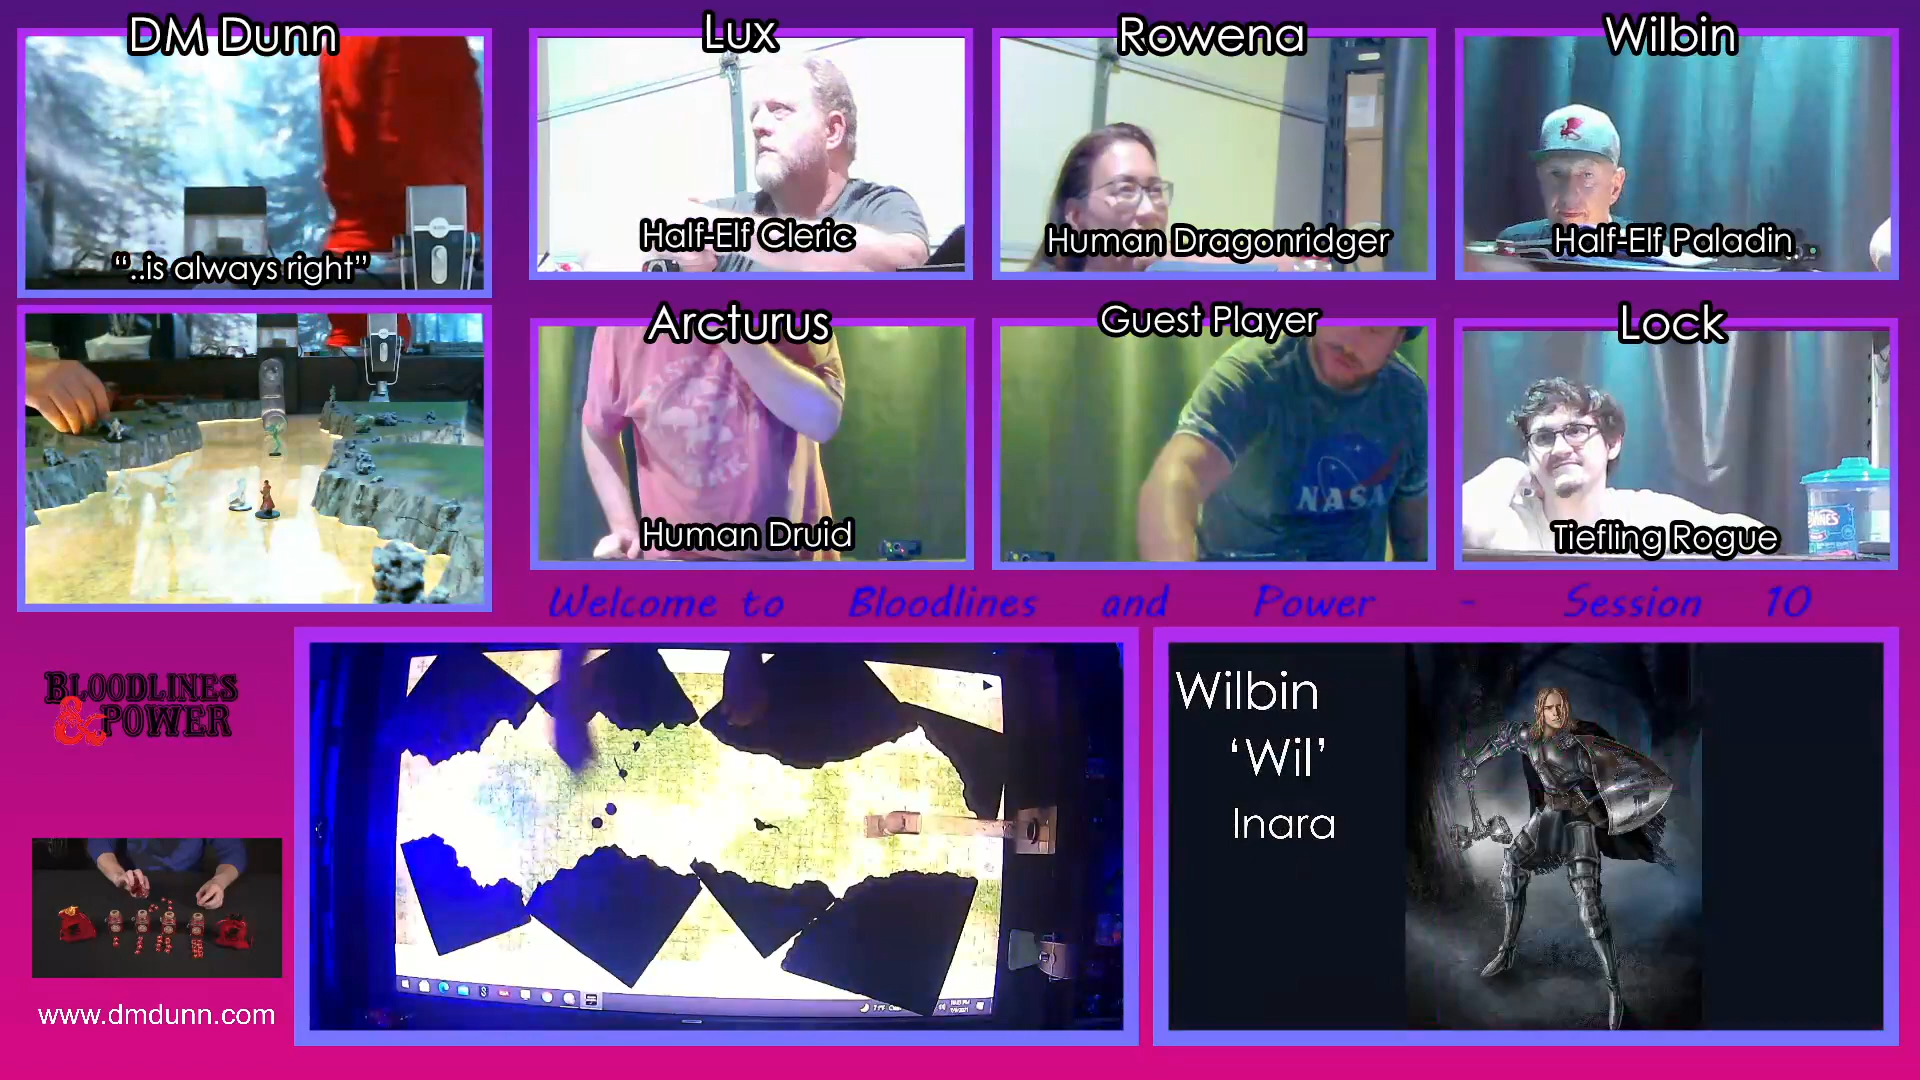 DM Dunn
"..is always right"
Lux
Half-Elf Cleric
Rowena
Human Dragonridger
Wilbin
Half-Elf Paladin
Arcturus
Human Druid
Guest Player
NASA
Lock
Tiefling Rogue
Welcome to Bloodlines and Power - Session 10
BLOODLINES
& POWER
www.dmdunn.com
Wilbin
‘Wil’
Inara